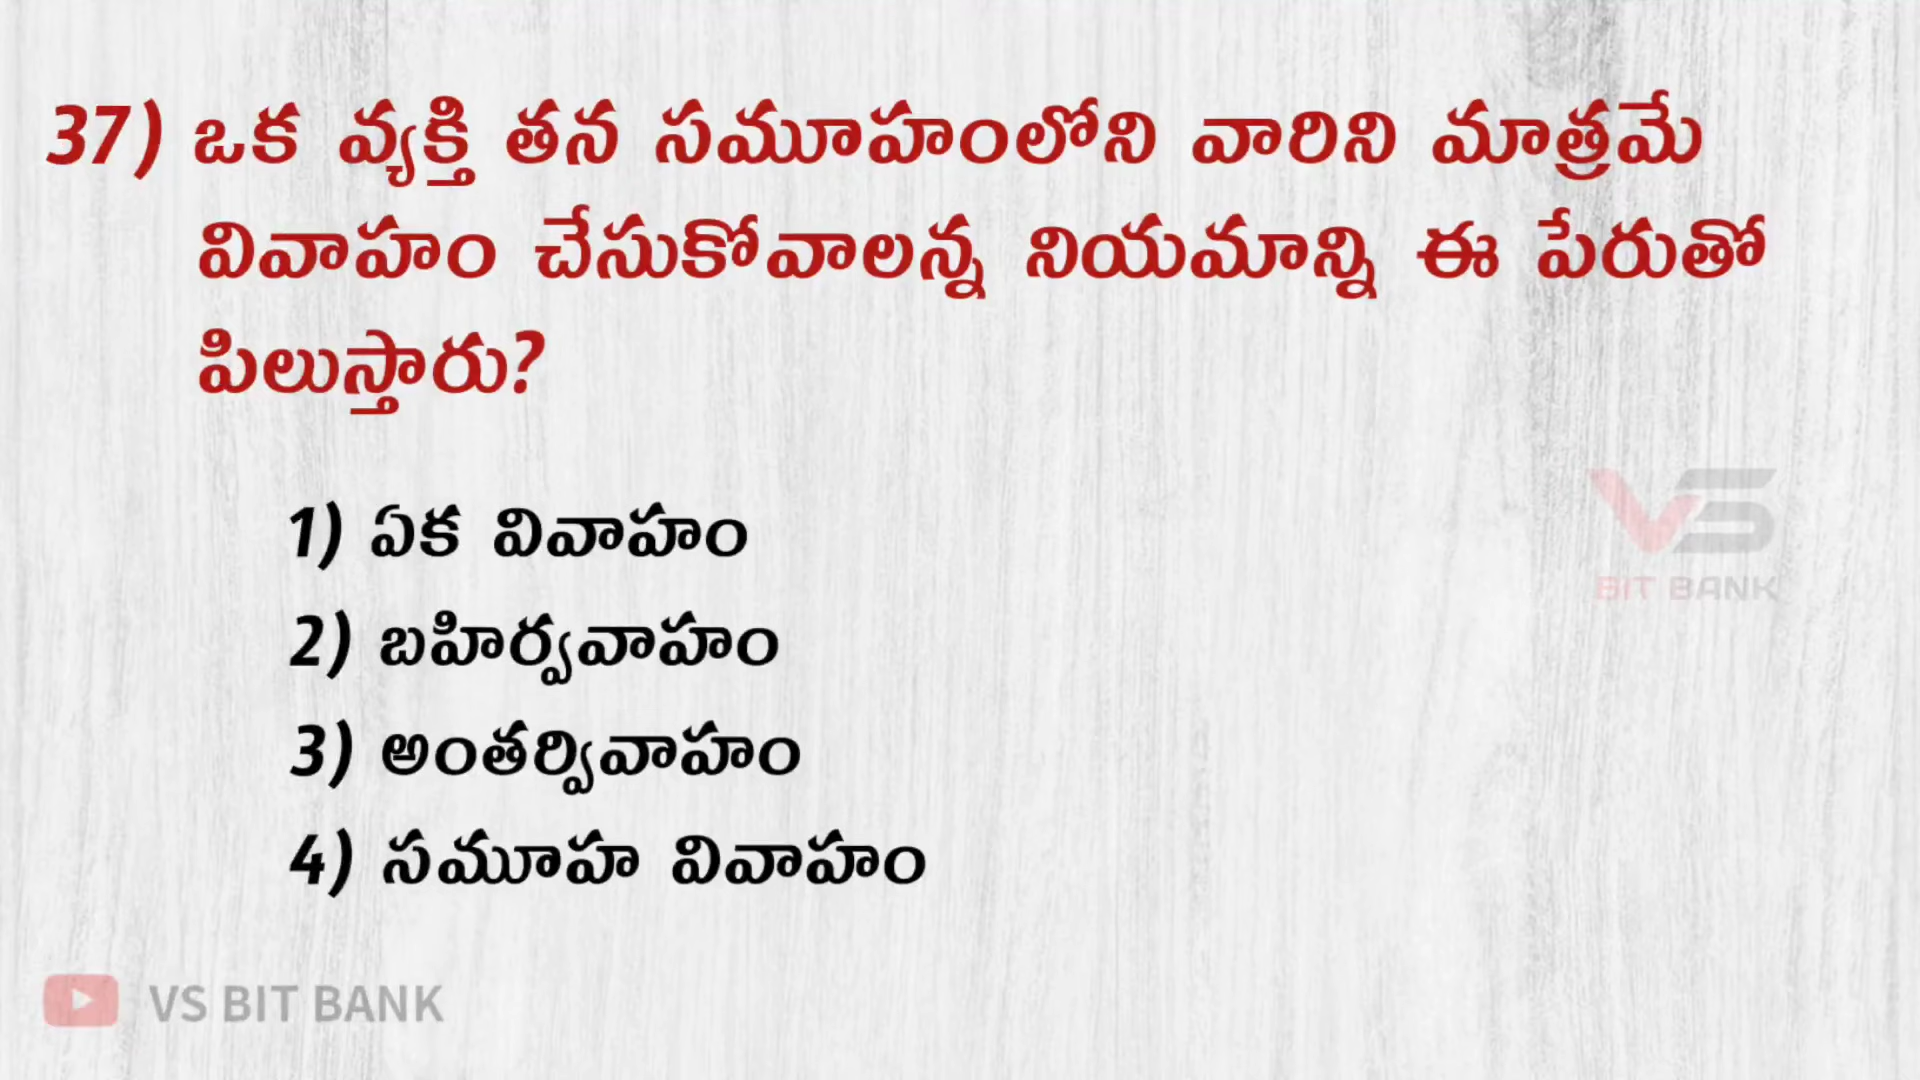 37) ఒక వ్యక్తి తన సమూహంలోని వారిని మాత్రమే
వివాహం చేసుకోవాలన్న నియమాన్ని ఈ పేరుతో
పిలుస్తారు?
1) ఏక వివాహం
2) బహిర్వవాహం
3) అంతర్వివాహం
4) సమూహ వివాహం
VS
BIT BANK
VS BIT BANK